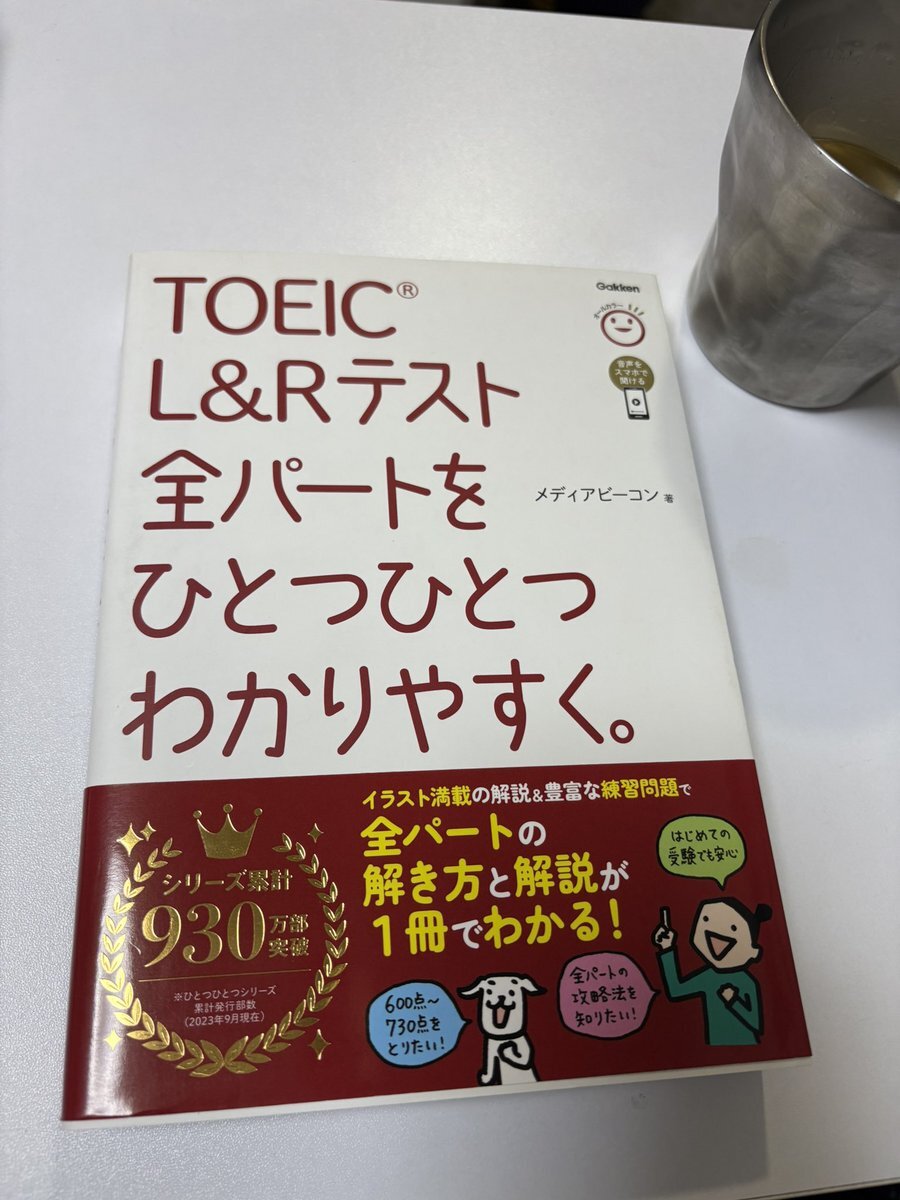 TOEIC®
L&Rテスト
全パートを
ひとつひとつ
わかりやすく。
Gakken
オールカラー
音声を
スマホで
聞ける
メディアビーコン 著
イラスト満載の解説&豊富な練習問題で
全パートの
解き方と解説が
1冊でわかる!
シリーズ累計
930万部
突破
※ひとつひとつシリーズ
累計発行部数
(2023年9月現在)
はじめての
受験でも安心
600点〜
730点を
とりたい!
全パートの
攻略法を
知りたい!